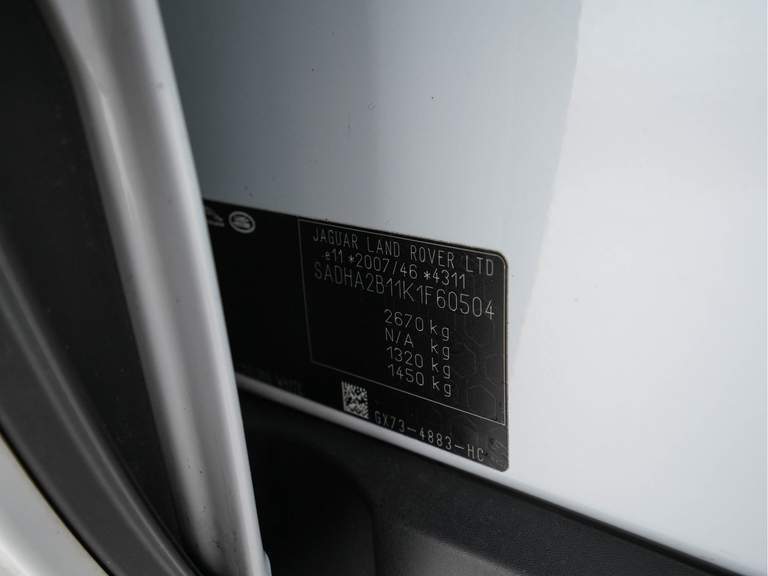 JAGUAR LAND ROVER LTD
e11*2007/46*4311
SADHA2B11K1F60504
2670 kg
N/A kg
1320 kg
1450 kg
GX73-4883-HC